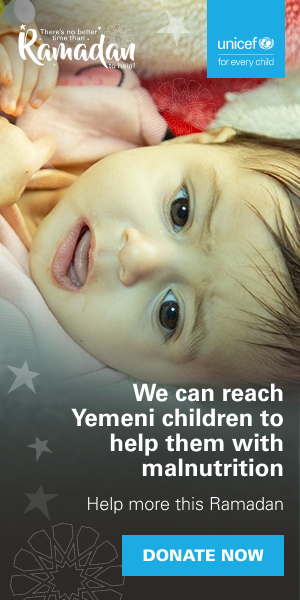 There's no better
time than
Ramadan
to help!
unicef
for every child
We can reach
Yemeni children to
help them with
malnutrition
Help more this Ramadan
DONATE NOW